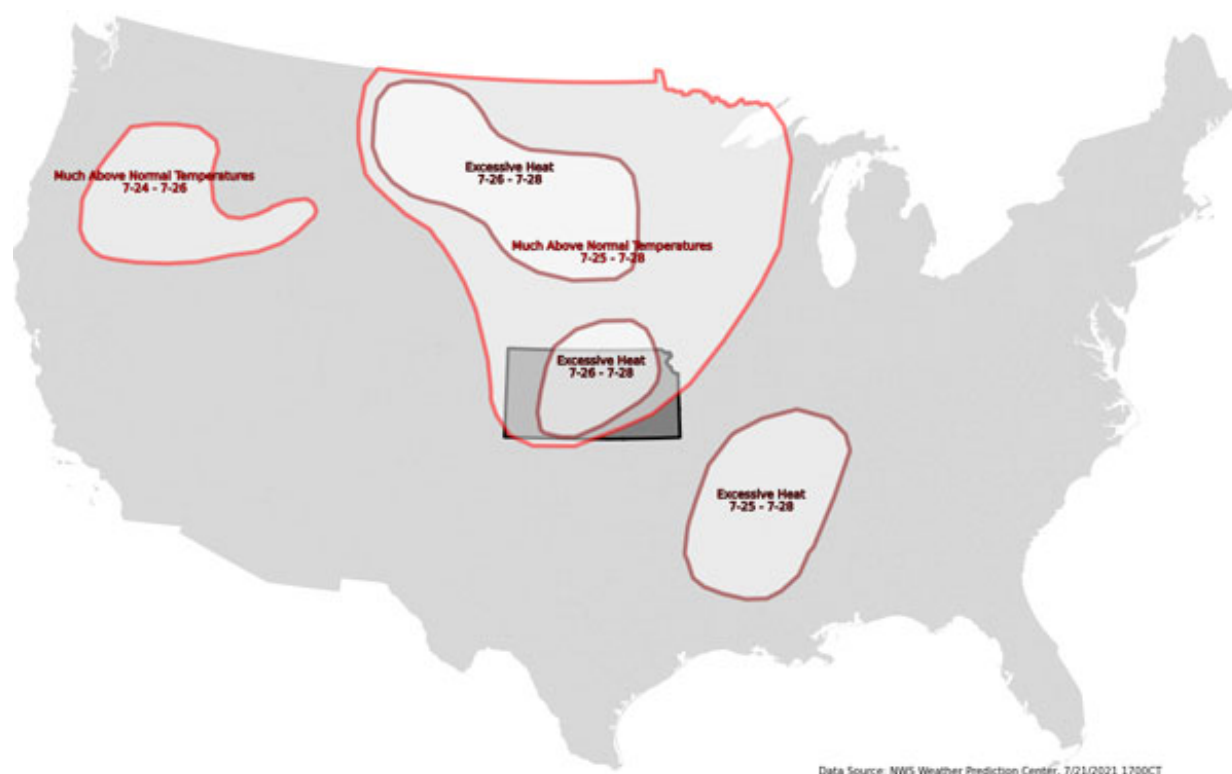 Much Above Normal Temperatures
7-24 - 7-26
Excessive Heat
7-26 - 7-28
Much Above Normal Temperatures
7-25 - 7-28
Excessive Heat
7-26 - 7-28
Excessive Heat
7-25 - 7-28
Data Source: NWS Weather Prediction Center, 7/21/2021 1700CT